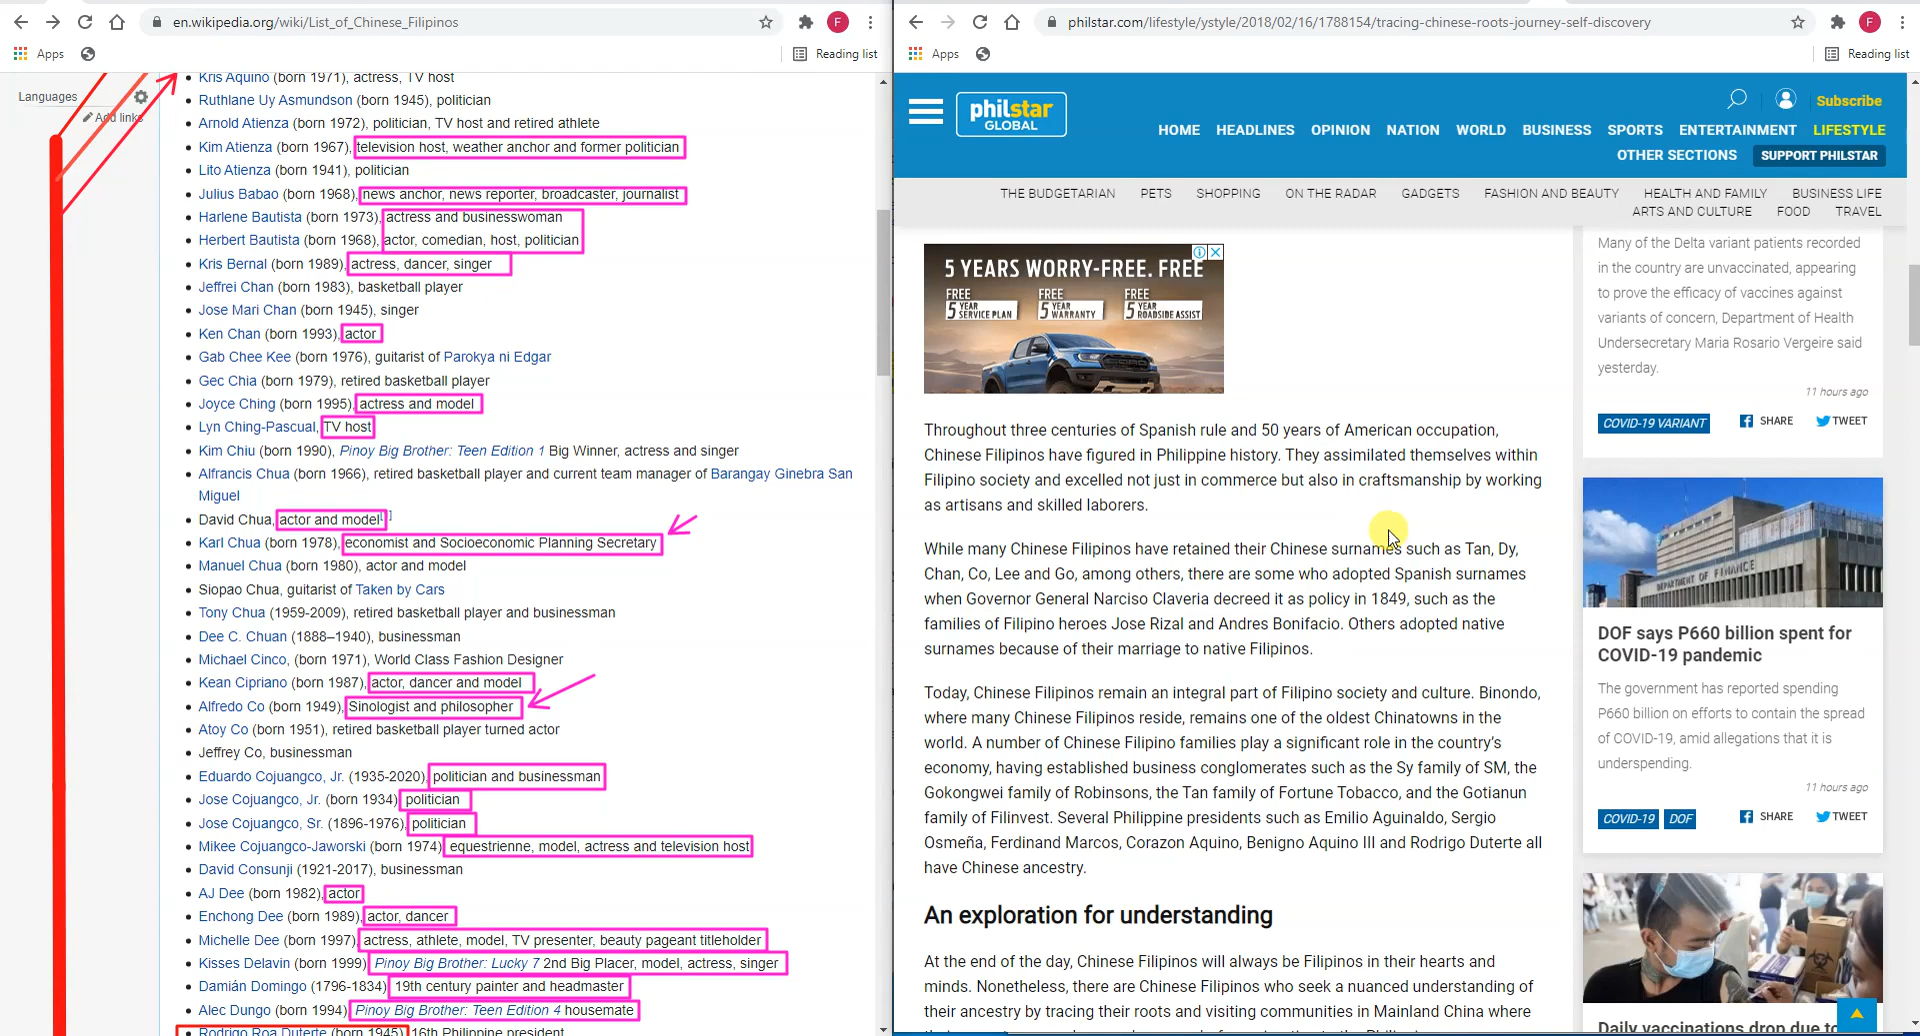 en.wikipedia.org/wiki/List_of_Chinese_Filipinos
F
Apps
Reading list
Languages
Add links
Kris Aquino (born 1971), actress, TV host
Ruthlane Uy Asmundson (born 1945), politician
Arnold Atienza (born 1972), politician, TV host and retired athlete
Kim Atienza (born 1967), television host, weather anchor and former politician
Lito Atienza (born 1941), politician
Julius Babao (born 1968), news anchor, news reporter, broadcaster, journalist
Harlene Bautista (born 1973), actress and businesswoman
Herbert Bautista (born 1968), actor, comedian, host, politician
Kris Bernal (born 1989), actress, dancer, singer
Jeffrei Chan (born 1983), basketball player
Jose Mari Chan (born 1945), singer
Ken Chan (born 1993), actor
Gab Chee Kee (born 1976), guitarist of Parokya ni Edgar
Gec Chia (born 1979), retired basketball player
Joyce Ching (born 1995), actress and model
Lyn Ching-Pascual, TV host
Kim Chiu (born 1990), Pinoy Big Brother: Teen Edition 1 Big Winner, actress and singer
Alfrancis Chua (born 1966), retired basketball player and current team manager of Barangay Ginebra San
Miguel
David Chua, actor and model
Karl Chua (born 1978), economist and Socioeconomic Planning Secretary
Manuel Chua (born 1980), actor and model
Siopao Chua, guitarist of Taken by Cars
Tony Chua (1959-2009), retired basketball player and businessman
Dee C. Chuan (1888–1940), businessman
Michael Cinco, (born 1971), World Class Fashion Designer
Kean Cipriano (born 1987), actor, dancer and model
Alfredo Co (born 1949), Sinologist and philosopher
Atoy Co (born 1951), retired basketball player turned actor
Jeffrey Co, businessman
Eduardo Cojuangco, Jr. (1935-2020), politician and businessman
Jose Cojuangco, Jr. (born 1934) politician
Jose Cojuangco, Sr. (1896-1976), politician
Mikee Cojuangco-Jaworski (born 1974) equestrienne, model, actress and television host
David Consunji (1921-2017), businessman
AJ Dee (born 1982), actor
Enchong Dee (born 1989), actor, dancer
Michelle Dee (born 1997), actress, athlete, model, TV presenter, beauty pageant titleholder
Kisses Delavin (born 1999) Pinoy Big Brother: Lucky 7 2nd Big Placer, model, actress, singer
Damián Domingo (1796-1834) 19th century painter and headmaster
Alec Dungo (born 1994), Pinoy Big Brother: Teen Edition 4 housemate
Rodrigo Roa Duterte (born 1945) 16th Philippine president
philstar.com/lifestyle/ystyle/2018/02/16/1788154/tracing-chinese-roots-journey-self-discovery
F
Apps
Reading list
philstar
GLOBAL
Subscribe
HOME HEADLINES OPINION NATION WORLD BUSINESS SPORTS ENTERTAINMENT LIFESTYLE
OTHER SECTIONS SUPPORT PHILSTAR
THE BUDGETARIAN PETS SHOPPING ON THE RADAR GADGETS FASHION AND BEAUTY HEALTH AND FAMILY BUSINESS LIFE
ARTS AND CULTURE FOOD TRAVEL
5 YEARS WORRY-FREE. FREE
FREE FREE FREE
5 YEAR SERVICE PLAN 5 YEAR WARRANTY 5 YEAR ROADSIDE ASSIST
Throughout three centuries of Spanish rule and 50 years of American occupation,
Chinese Filipinos have figured in Philippine history. They assimilated themselves within
Filipino society and excelled not just in commerce but also in craftsmanship by working
as artisans and skilled laborers.
While many Chinese Filipinos have retained their Chinese surnames such as Tan, Dy,
Chan, Co, Lee and Go, among others, there are some who adopted Spanish surnames
when Governor General Narciso Claveria decreed it as policy in 1849, such as the
families of Filipino heroes Jose Rizal and Andres Bonifacio. Others adopted native
surnames because of their marriage to native Filipinos.
Today, Chinese Filipinos remain an integral part of Filipino society and culture. Binondo,
where many Chinese Filipinos reside, remains one of the oldest Chinatowns in the
world. A number of Chinese Filipino families play a significant role in the country's
economy, having established business conglomerates such as the Sy family of SM, the
Gokongwei family of Robinsons, the Tan family of Fortune Tobacco, and the Gotianun
family of Filinvest. Several Philippine presidents such as Emilio Aguinaldo, Sergio
Osmeña, Ferdinand Marcos, Corazon Aquino, Benigno Aquino III and Rodrigo Duterte all
have Chinese ancestry.
An exploration for understanding
At the end of the day, Chinese Filipinos will always be Filipinos in their hearts and
minds. Nonetheless, there are Chinese Filipinos who seek a nuanced understanding of
their ancestry by tracing their roots and visiting communities in Mainland China where
Many of the Delta variant patients recorded
in the country are unvaccinated, appearing
to prove the efficacy of vaccines against
variants of concern, Department of Health
Undersecretary Maria Rosario Vergeire said
yesterday.
11 hours ago
COVID-19 VARIANT SHARE TWEET
DEPARTMENT OF FINANCE
DOF says P660 billion spent for
COVID-19 pandemic
The government has reported spending
P660 billion on efforts to contain the spread
of COVID-19, amid allegations that it is
underspending.
11 hours ago
COVID-19 DOF SHARE TWEET
Daily vaccinations drop due to